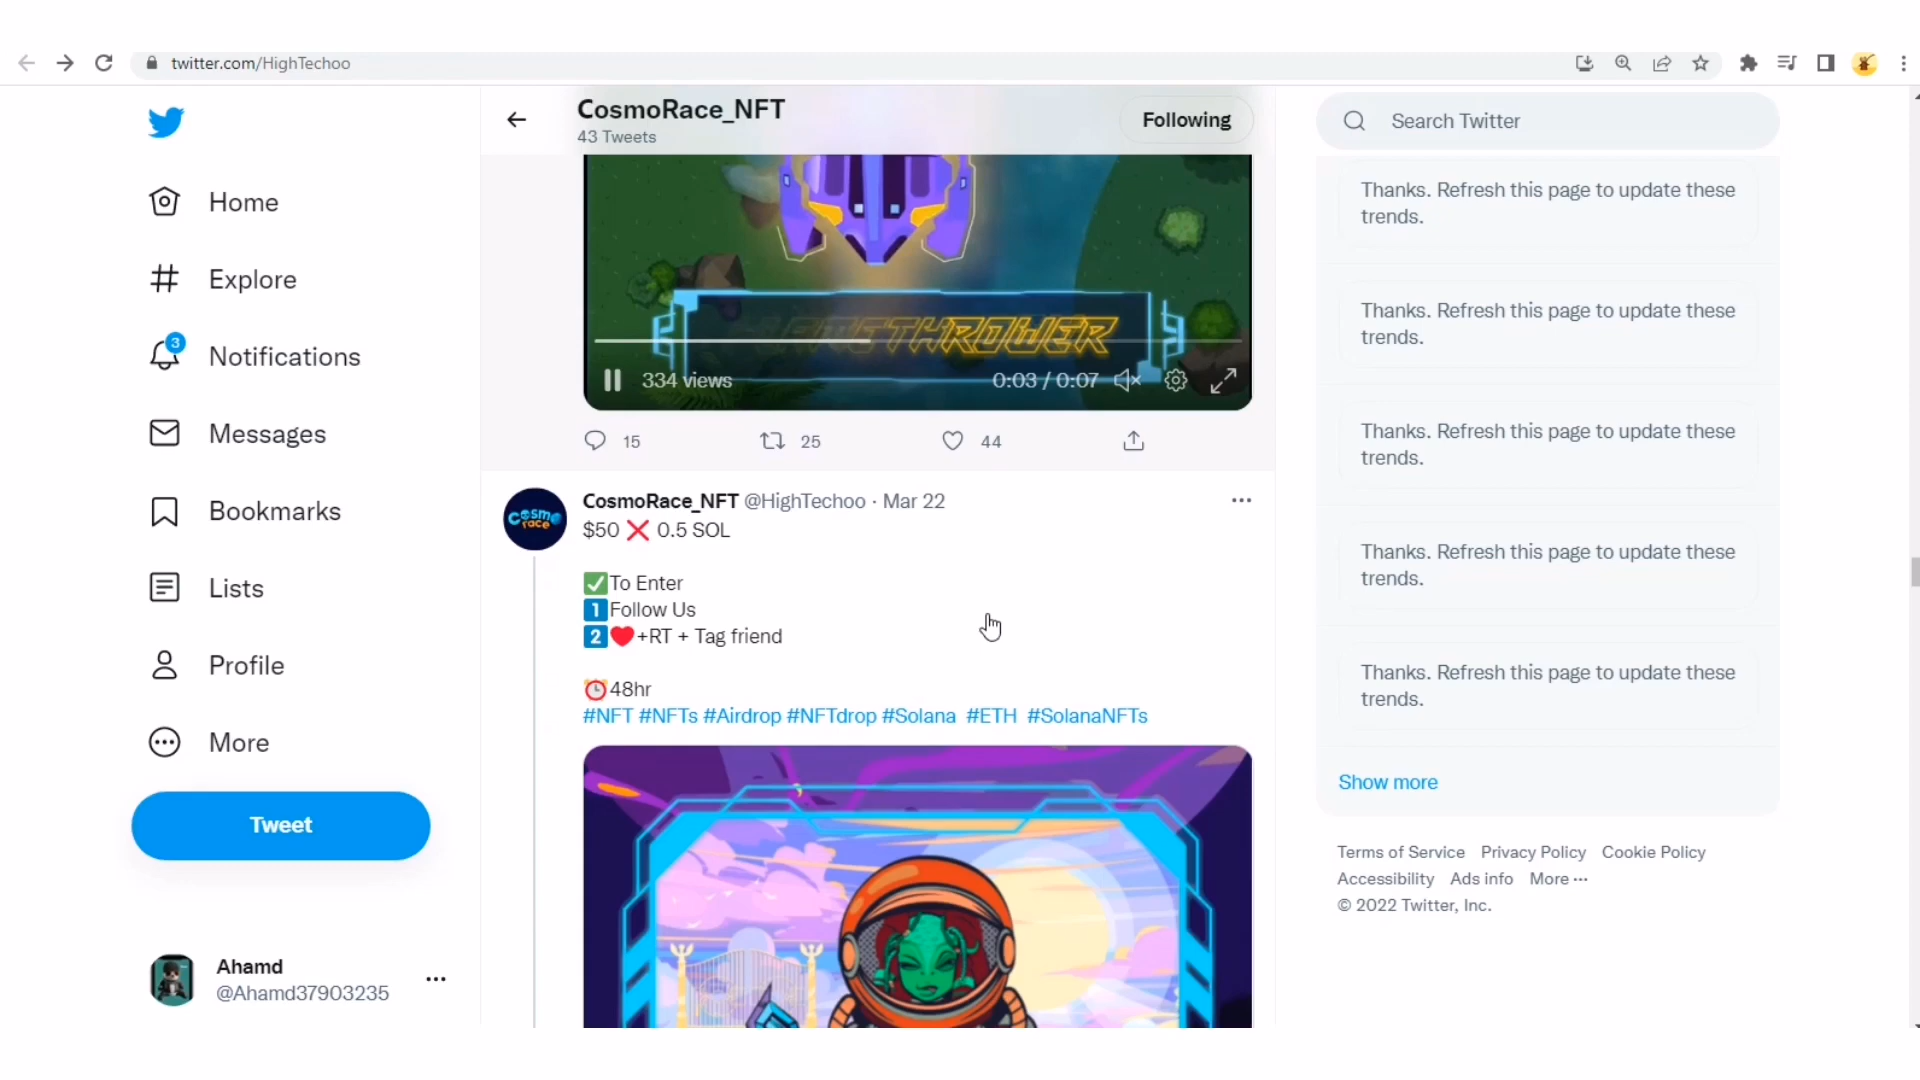 twitter.com/HighTechoo
CosmoRace_NFT
43 Tweets
Following
Search Twitter
Home
Explore
3
Notifications
Messages
Bookmarks
Lists
Profile
More
Tweet
Ahamd
@Ahamd37903235
334 views
0:03 / 0:07
15
25
44
Cosmo
race
CosmoRace_NFT @HighTechoo · Mar 22
$50 ❌ 0.5 SOL
✅To Enter
1️⃣Follow Us
2️⃣❤️+RT + Tag friend
⏰48hr
#NFT #NFTs #Airdrop #NFTdrop #Solana #ETH #SolanaNFTs
Thanks. Refresh this page to update these
trends.
Thanks. Refresh this page to update these
trends.
Thanks. Refresh this page to update these
trends.
Thanks. Refresh this page to update these
trends.
Thanks. Refresh this page to update these
trends.
Show more
Terms of Service Privacy Policy Cookie Policy
Accessibility Ads info More ···
© 2022 Twitter, Inc.